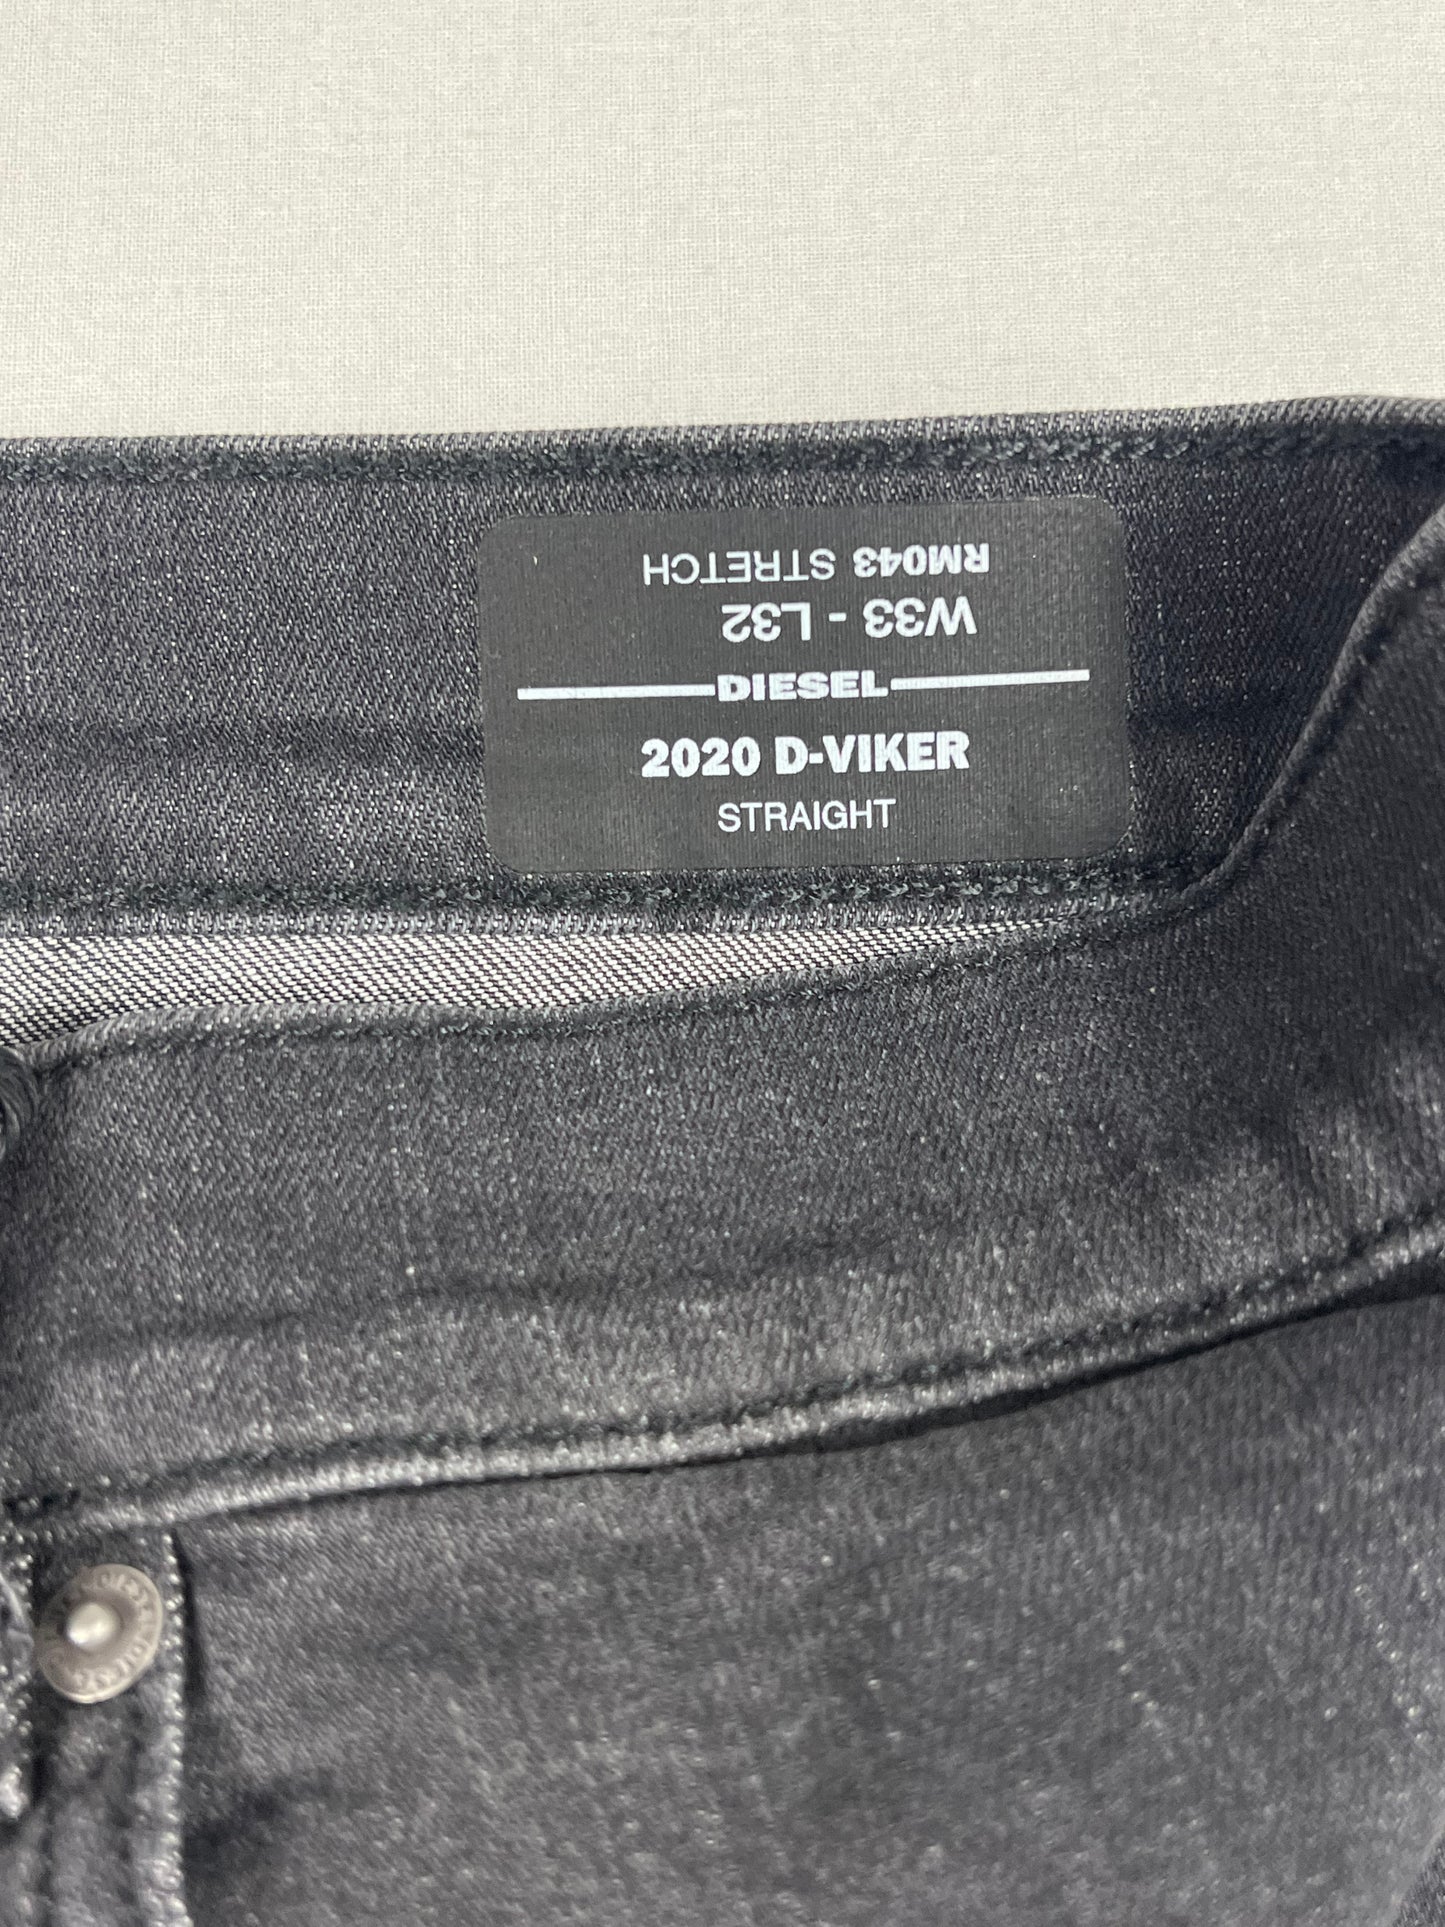 RM043 STRETCH
W33 - L32
DIESEL
2020 D-VIKER
STRAIGHT